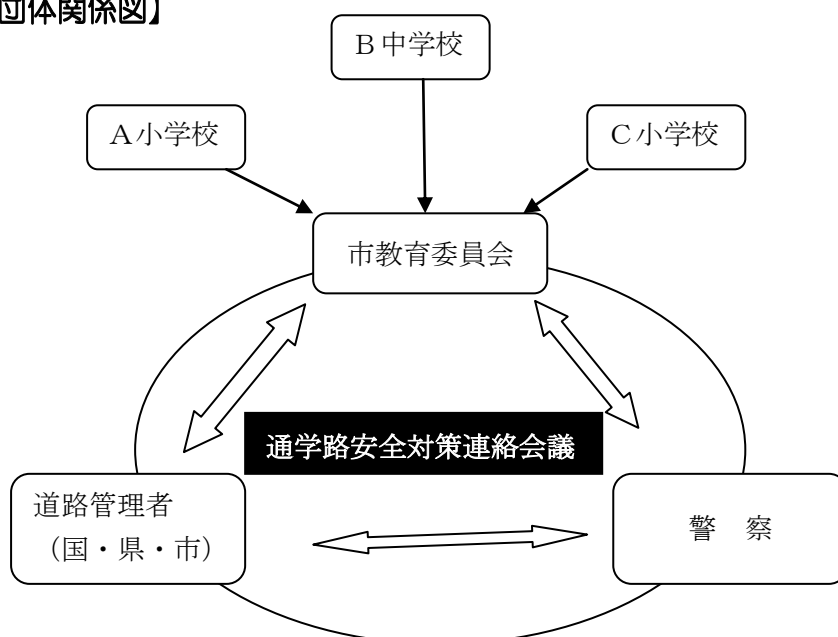 団体関係図】
B中学校
A小学校
C小学校
市教育委員会
通学路安全対策連絡会議
道路管理者
（国・県・市）
警　察